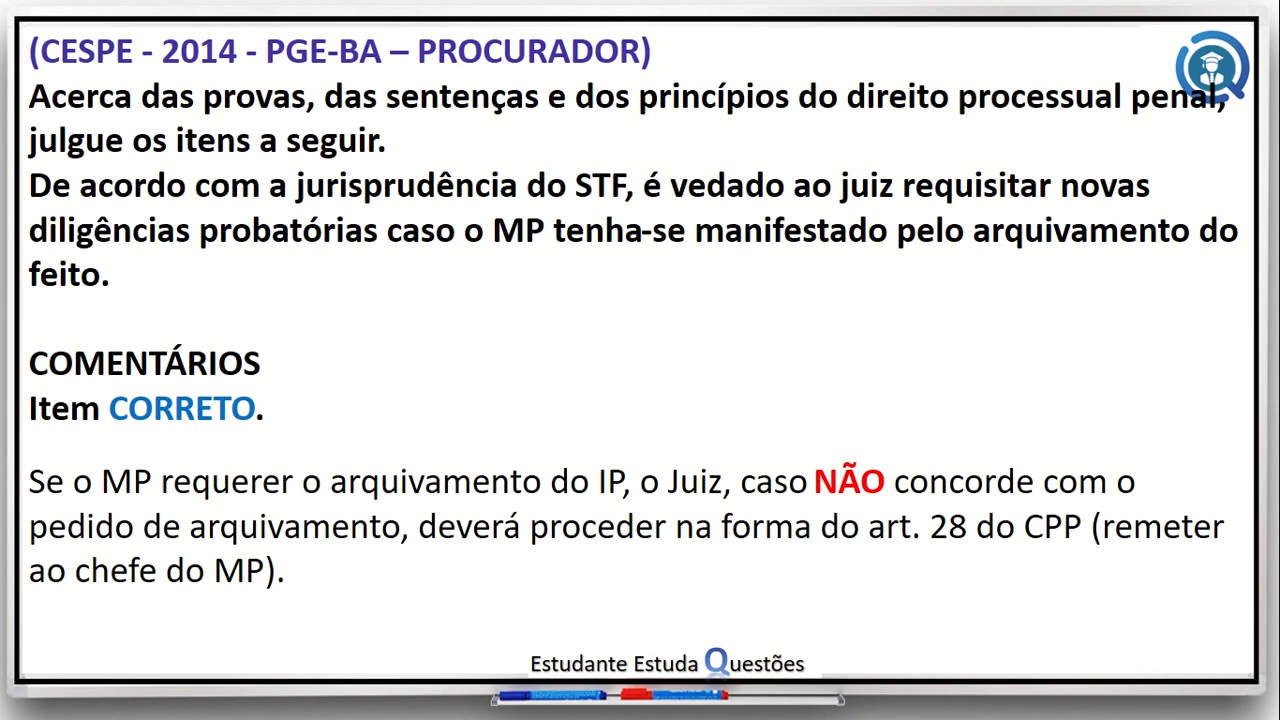 (CESPE - 2014 - PGE-BA – PROCURADOR)
Acerca das provas, das sentenças e dos princípios do direito processual penal,
julgue os itens a seguir.
De acordo com a jurisprudência do STF, é vedado ao juiz requisitar novas
diligências probatórias caso o MP tenha-se manifestado pelo arquivamento do
feito.
COMENTÁRIOS
Item CORRETO.
Se o MP requerer o arquivamento do IP, o Juiz, caso NÃO concorde com o
pedido de arquivamento, deverá proceder na forma do art. 28 do CPP (remeter
ao chefe do MP).
Estudante Estuda Questões